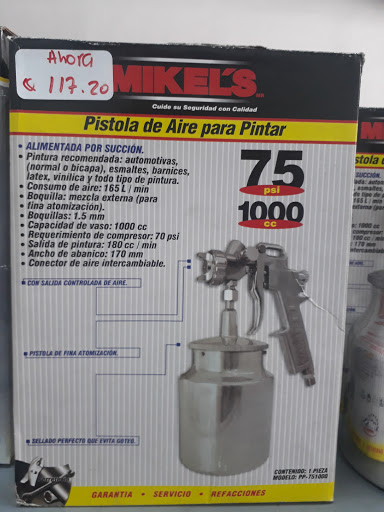 Ahora
Q 117.20
MIKEL'S
Cuide su Seguridad con Calidad
Pistola de Aire para Pintar
• ALIMENTADA POR SUCCIÓN.
• Pintura recomendada: automotivas,
(normal o bicapa), esmaltes, barnices,
latex, vinilica y todo tipo de pintura.
• Consumo de aire: 165 L / min
• Boquilla: mezcla externa (para
fina atomización).
• Boquillas: 1.5 mm
• Capacidad de vaso: 1000 cc
• Requerimiento de compresor: 70 psi
• Salida de pintura: 180 cc / min
• Ancho de abanico: 170 mm
• Conector de aire intercambiable.
75
psi
1000
cc
• CON SALIDA CONTROLADA DE AIRE.
• PISTOLA DE FINA ATOMIZACIÓN.
• SELLADO PERFECTO QUE EVITA GOTEO.
CONTENIDO: 1 PIEZA
MODELO: PP-751000
GARANTIA • SERVICIO • REFACCIONES